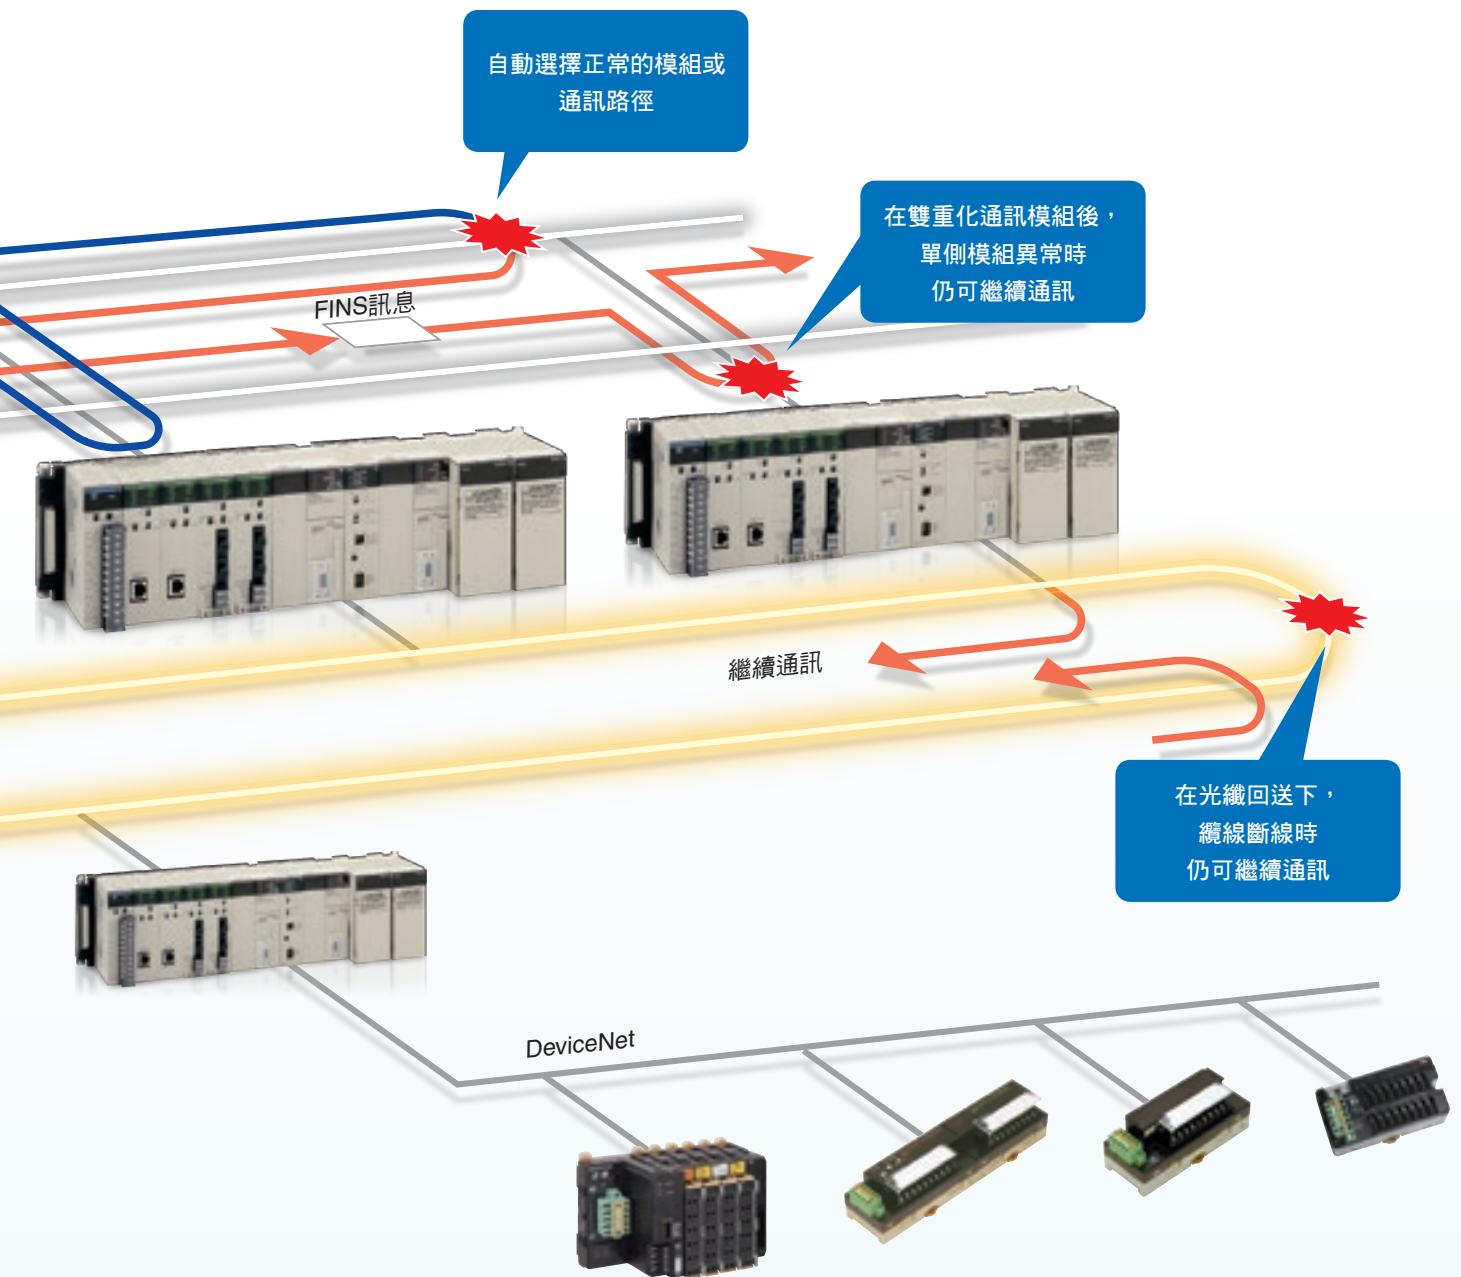 自動選擇正常的模組或
通訊路徑
在雙重化通訊模組後，
單側模組異常時
仍可繼續通訊
FINS訊息
繼續通訊
在光纖回送下，
纜線斷線時
仍可繼續通訊
DeviceNet